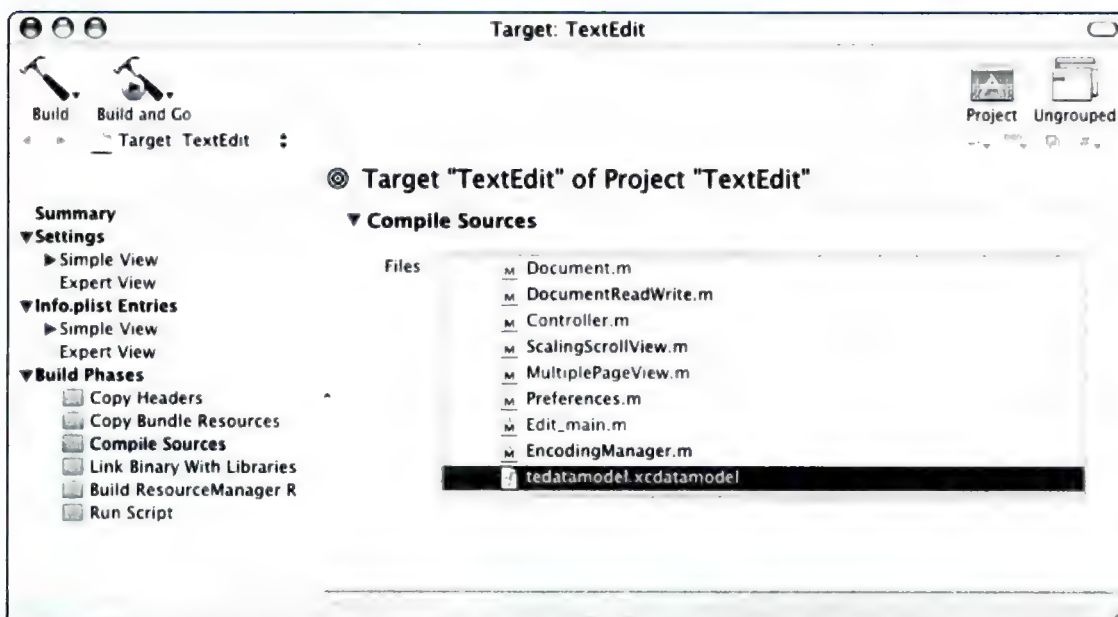 Target: TextEdit
Build
Build and Go
Project
Ungrouped
Target TextEdit
Target "TextEdit" of Project "TextEdit"
Summary
Settings
Simple View
Expert View
Info.plist Entries
Simple View
Expert View
Build Phases
Copy Headers
Copy Bundle Resources
Compile Sources
Link Binary With Libraries
Build ResourceManager R
Run Script
Compile Sources
Files
M Document.m
M DocumentReadWrite.m
M Controller.m
M ScalingScrollView.m
M MultiplePageView.m
M Preferences.m
M Edit_main.m
M EncodingManager.m
tedatamodel.xcdatamodel